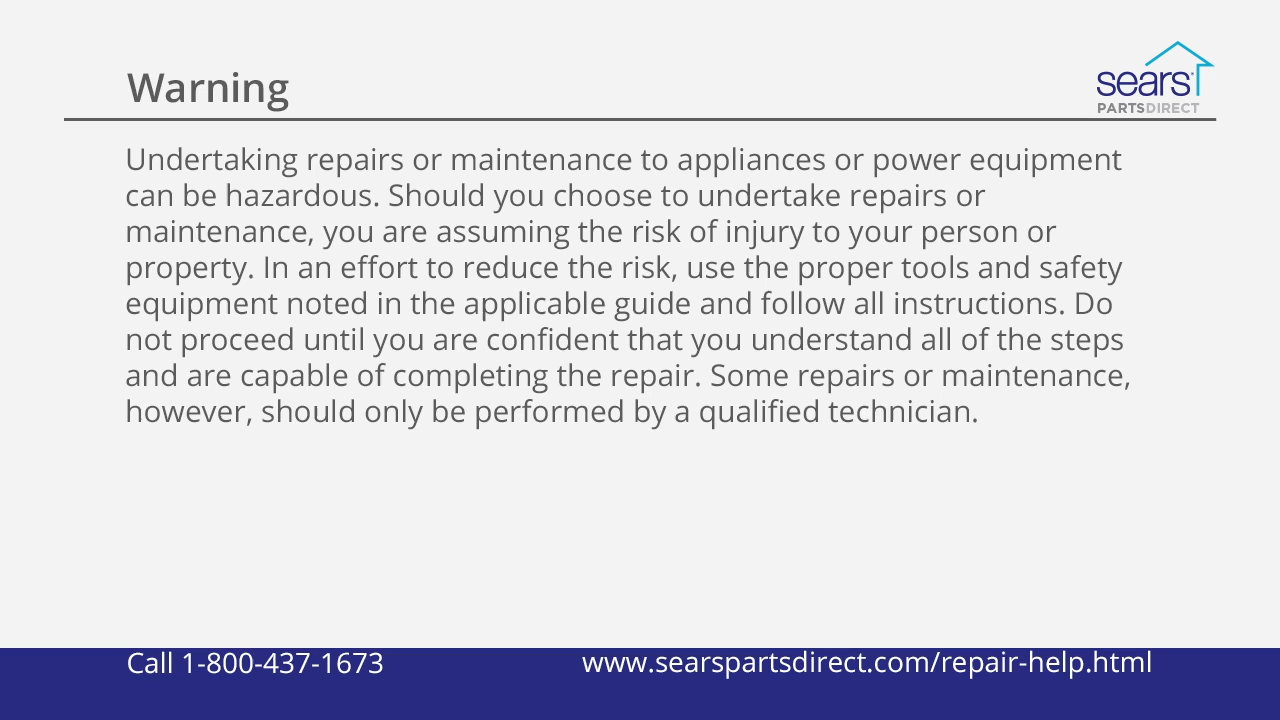 Warning
sears
PARTSDIRECT
Undertaking repairs or maintenance to appliances or power equipment
can be hazardous. Should you choose to undertake repairs or
maintenance, you are assuming the risk of injury to your person or
property. In an effort to reduce the risk, use the proper tools and safety
equipment noted in the applicable guide and follow all instructions. Do
not proceed until you are confident that you understand all of the steps
and are capable of completing the repair. Some repairs or maintenance,
however, should only be performed by a qualified technician.
Call 1-800-437-1673
www.searspartsdirect.com/repair-help.html